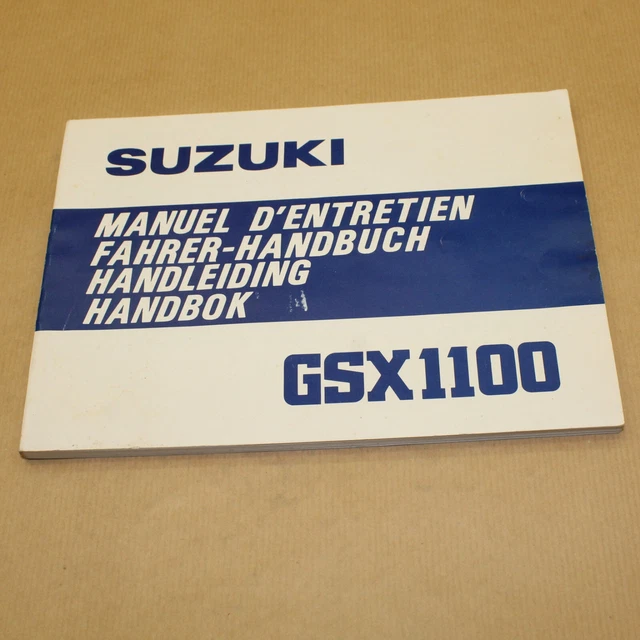 SUZUKI
MANUEL D'ENTRETIEN
FAHRER-HANDBUCH
HANDLEIDING
HANDBOK
GSX1100